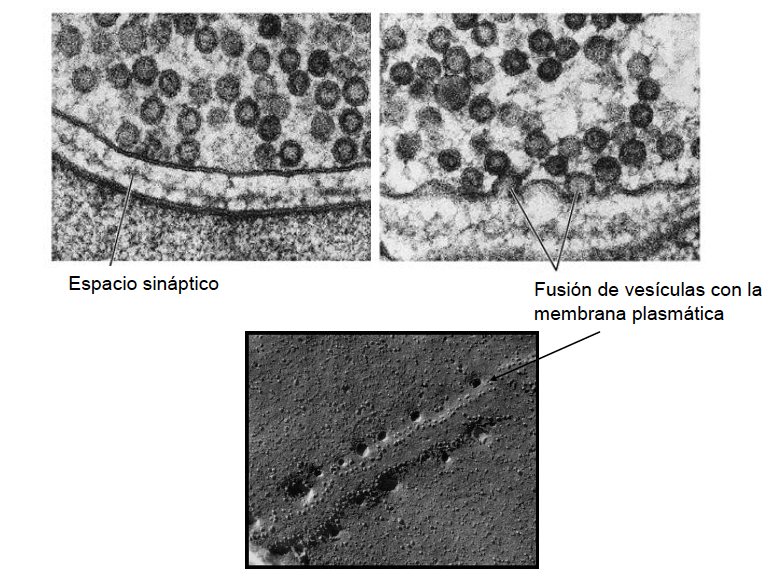 Espacio sináptico
Fusión de vesículas con la
membrana plasmática